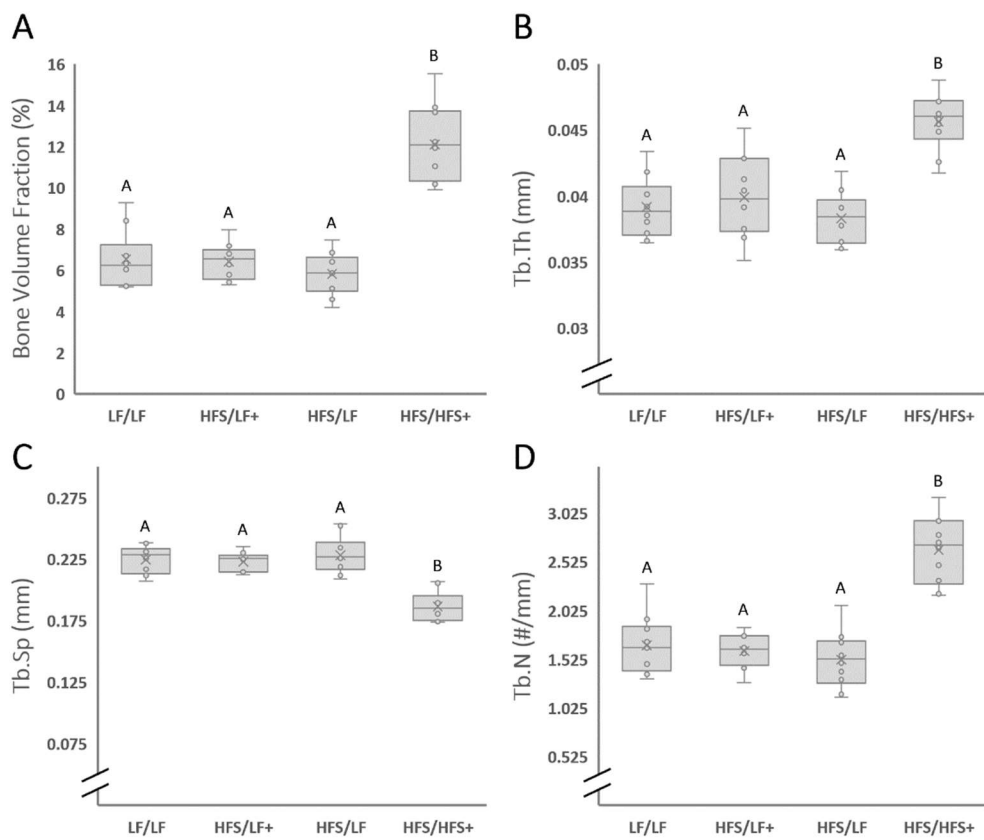 A
Bone Volume Fraction (%)
16
14
12
10
8
6
4
2
0
A
A
A
B
LF/LF
HFS/LF+
HFS/LF
HFS/HFS+
B
Tb.Th (mm)
0.05
0.045
0.04
0.035
0.03
A
A
A
B
LF/LF
HFS/LF+
HFS/LF
HFS/HFS+
C
Tb.Sp (mm)
0.275
0.225
0.175
0.125
0.075
A
A
A
B
LF/LF
HFS/LF+
HFS/LF
HFS/HFS+
D
Tb.N (#/mm)
3.025
2.525
2.025
1.525
1.025
0.525
A
A
A
B
LF/LF
HFS/LF+
HFS/LF
HFS/HFS+